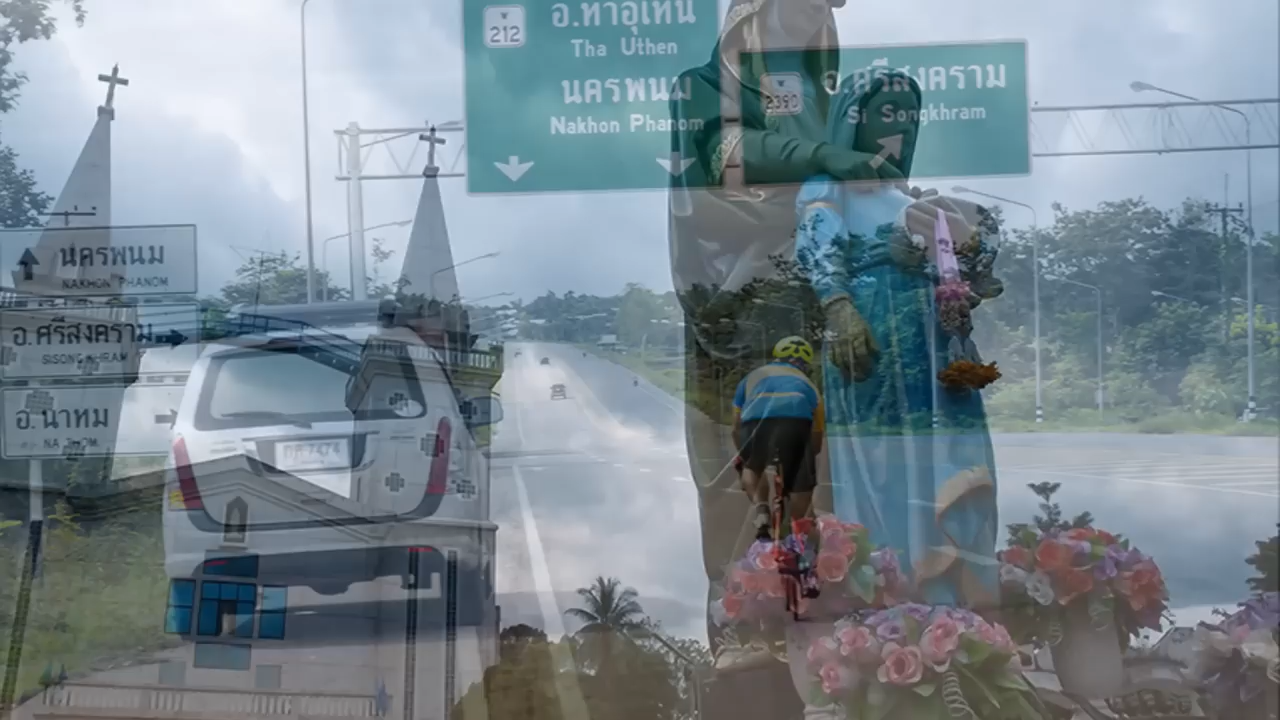 212
อ.ท่าอุเทน
Tha Uthen
นครพนม
Nakhon Phanom
2390
อ.ศรีสงคราม
Si Songkhram
นครพนม
NAKHON PHANOM
อ.ศรีสงคราม
SISONGKHRAM
อ.นาทม